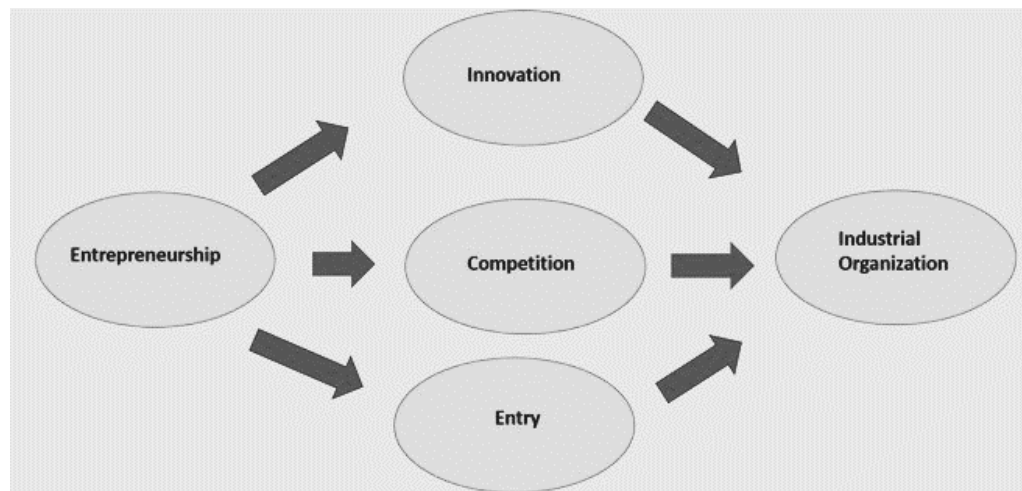 Innovation
Entrepreneurship
Competition
Industrial
Organization
Entry